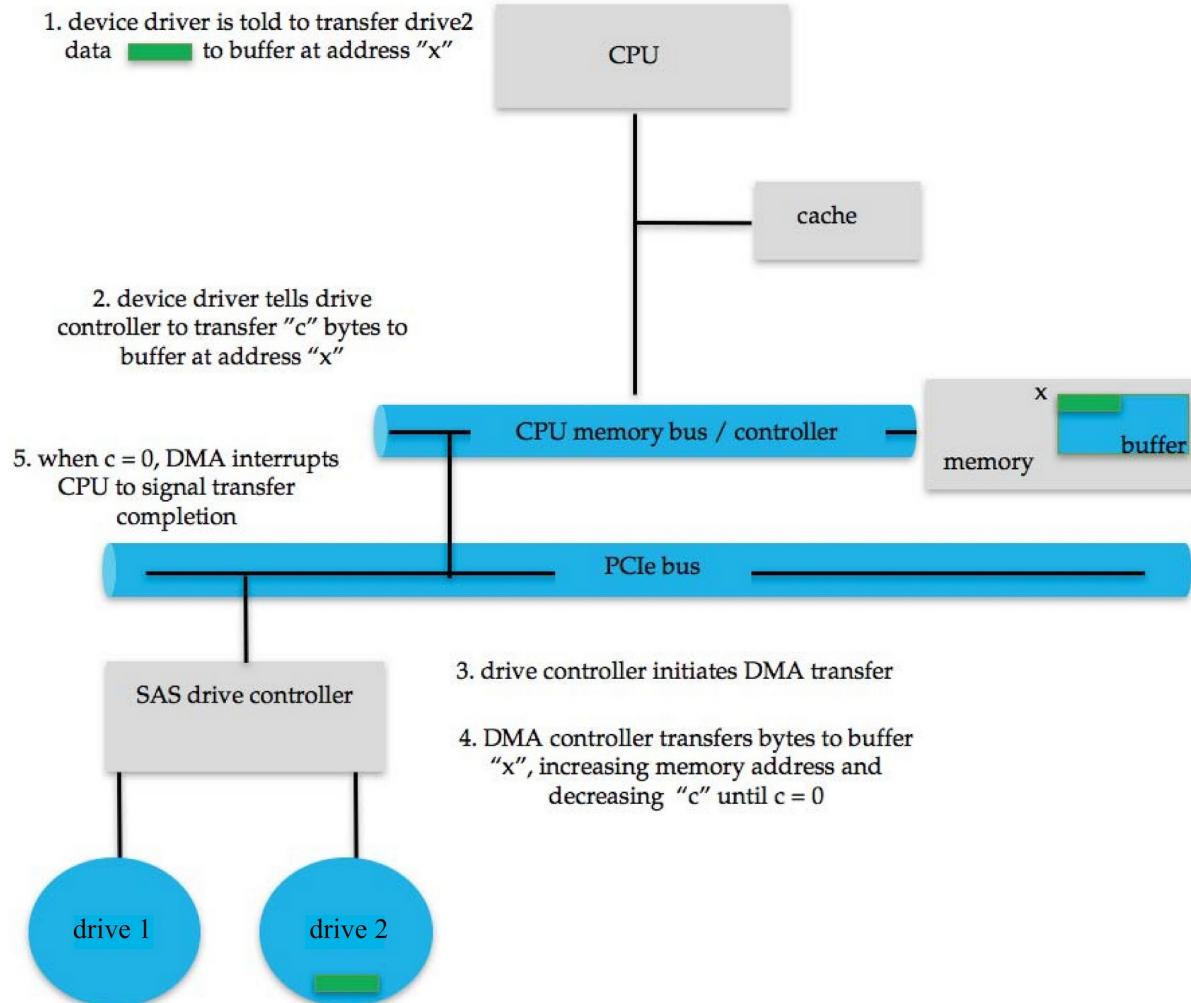 1. device driver is told to transfer drive2
data to buffer at address "x"
CPU
cache
2. device driver tells drive
controller to transfer "c" bytes to
buffer at address "x"
x
CPU memory bus / controller
buffer
memory
5. when c = 0, DMA interrupts
CPU to signal transfer
completion
PCIe bus
3. drive controller initiates DMA transfer
SAS drive controller
4. DMA controller transfers bytes to buffer
"x", increasing memory address and
decreasing "c" until c = 0
drive 1
drive 2